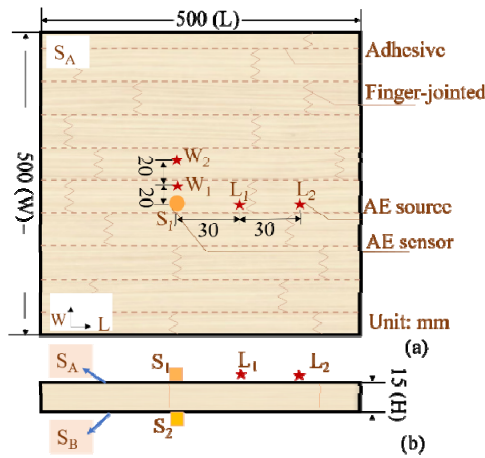 500 (L)
S_A
Adhesive
Finger-jointed
500 (W)
W_2
20
W_1
20
L_1
L_2
AE source
S_1
30
30
AE sensor
W
L
Unit: mm
(a)
S_A
S_1
L_1
L_2
15 (H)
S_B
S_2
(b)